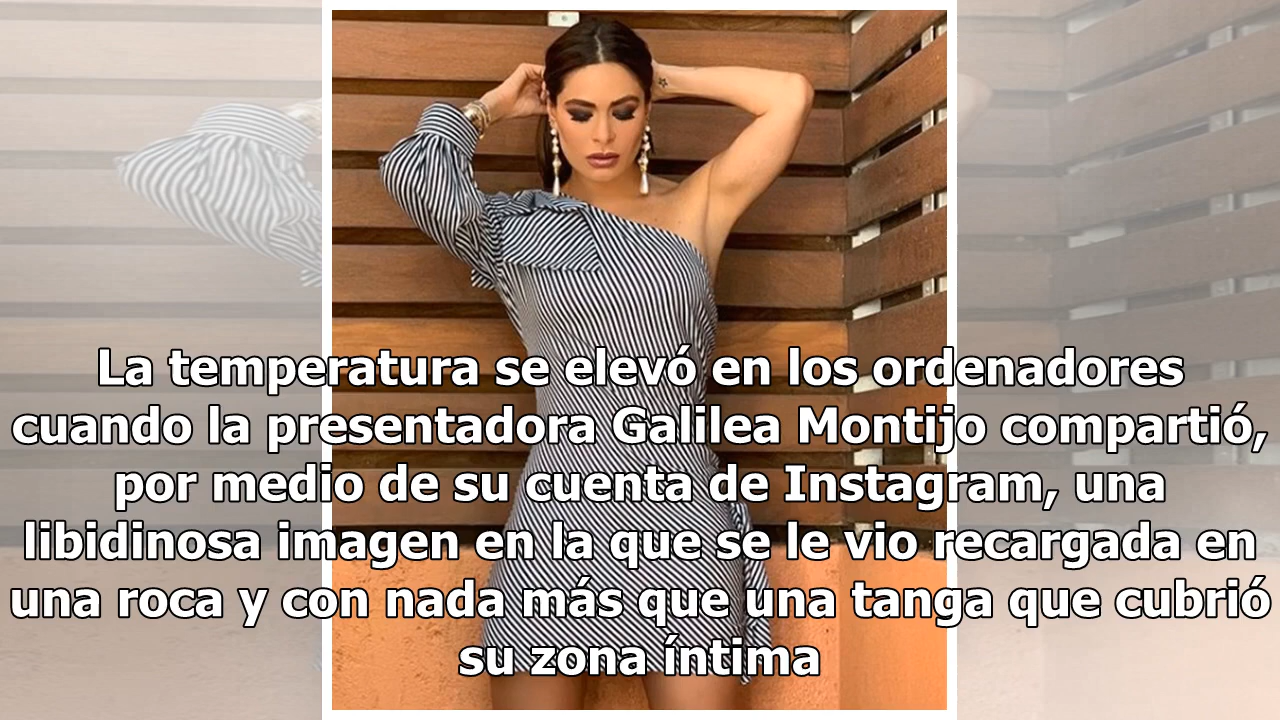 La temperatura se elevó en los ordenadores
cuando la presentadora Galilea Montijo compartió,
por medio de su cuenta de Instagram, una
libidinosa imagen en la que se le vio recargada en
una roca y con nada más que una tanga que cubrió
su zona íntima